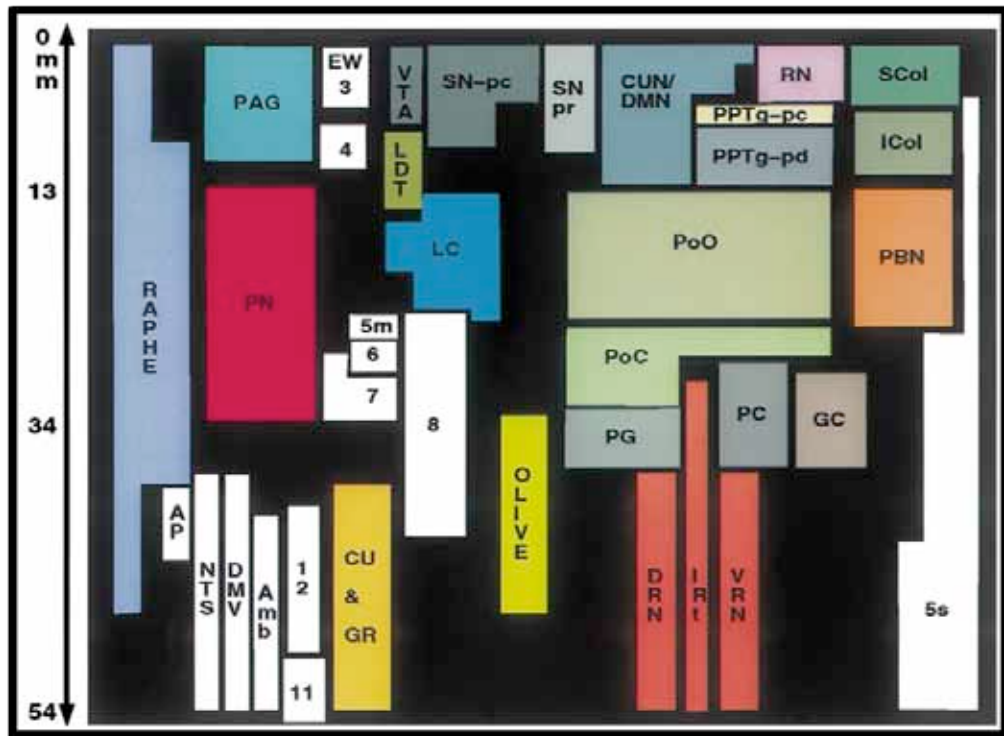 0
m
m
13
34
54
RAPHE
PAG
EW
3
4
VTA
SN-pc
SN
pr
CUN/
DMN
RN
SCol
PPTg-pc
PPTg-pd
ICol
LDT
PN
LC
PoO
PBN
5m
6
7
8
PoC
PG
PC
GC
OLIVE
AP
NTS
DMV
Amb
12
11
CU
&
GR
DRN
IRt
VRN
5s